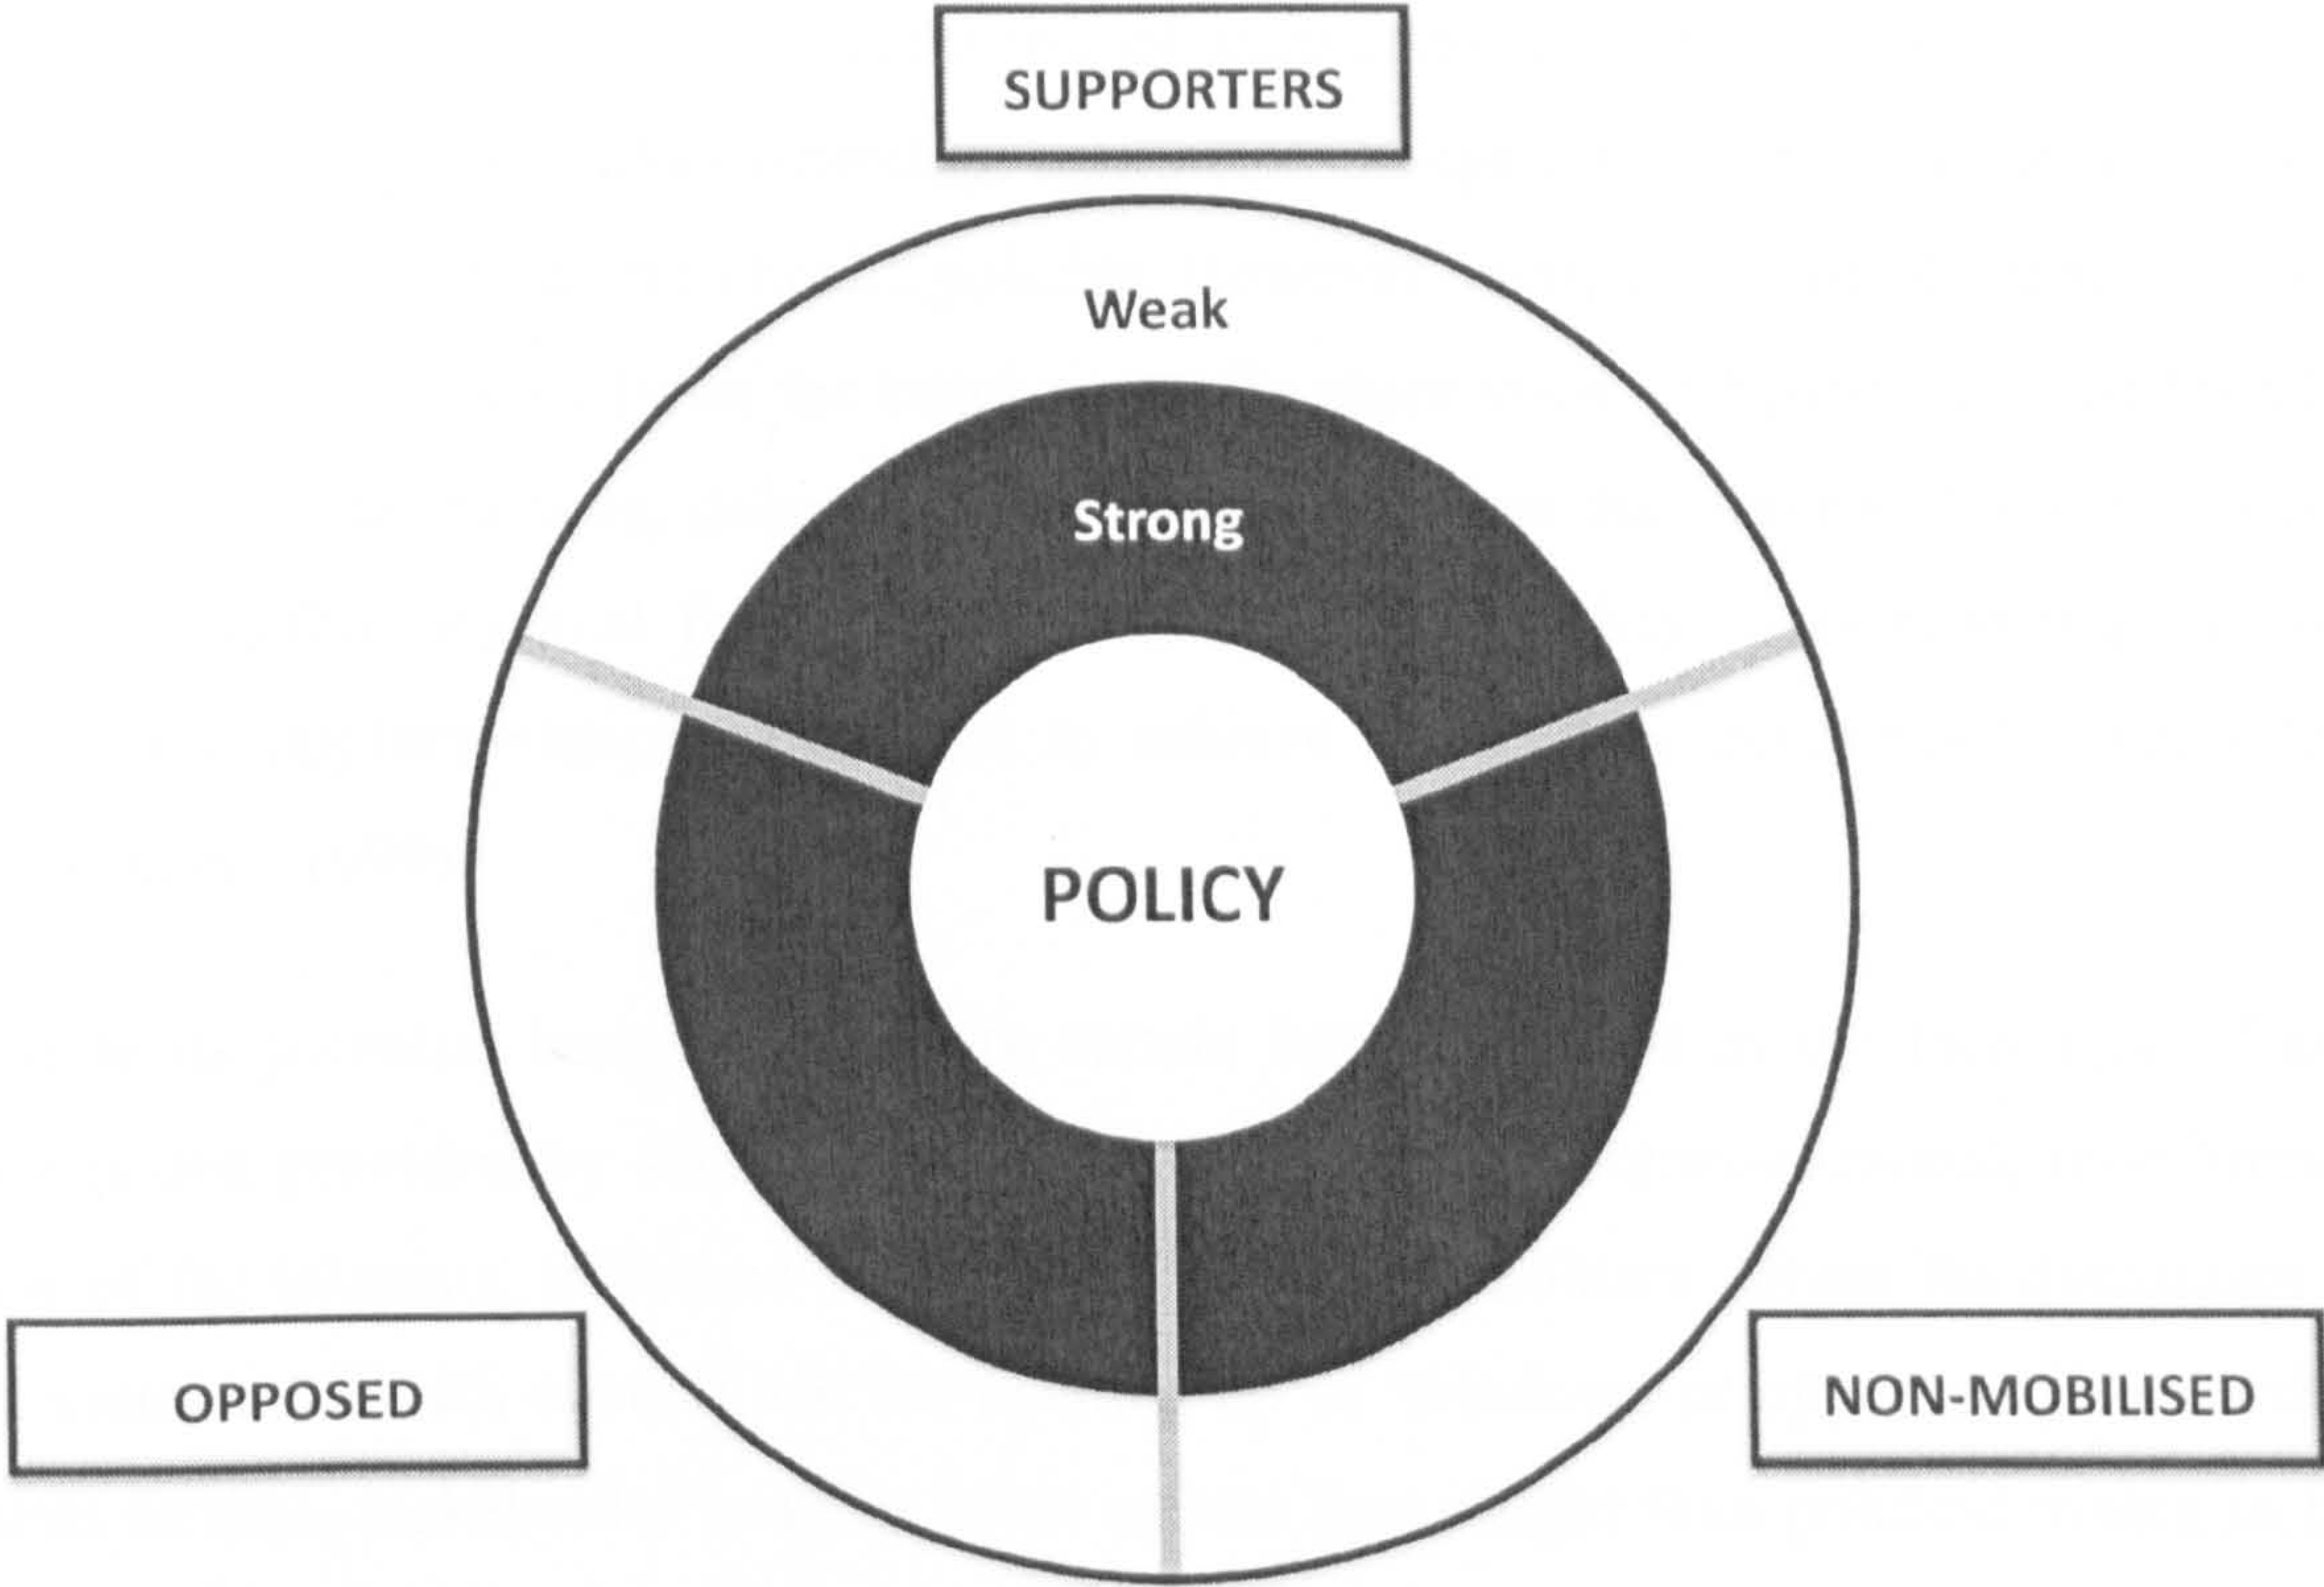 SUPPORTERS
Weak
Strong
POLICY
OPPOSED
NON-MOBILISED